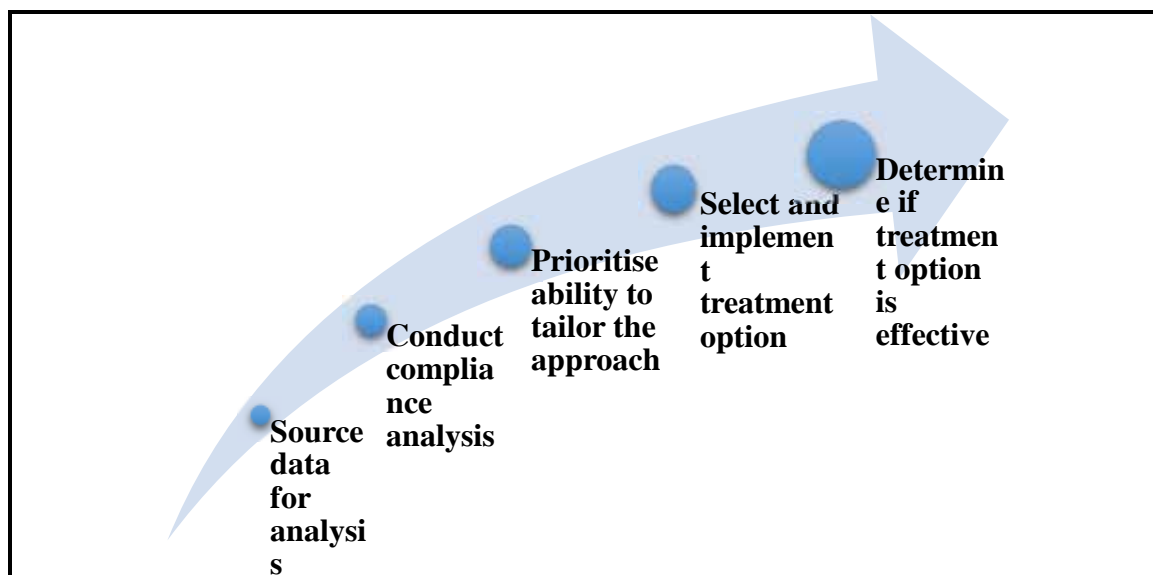 Source
data
for
analysi
s
Conduct
complia
nce
analysis
Prioritise
ability to
tailor the
approach
Select and
implemen
t
treatment
option
Determin
e if
treatmen
t option
is
effective